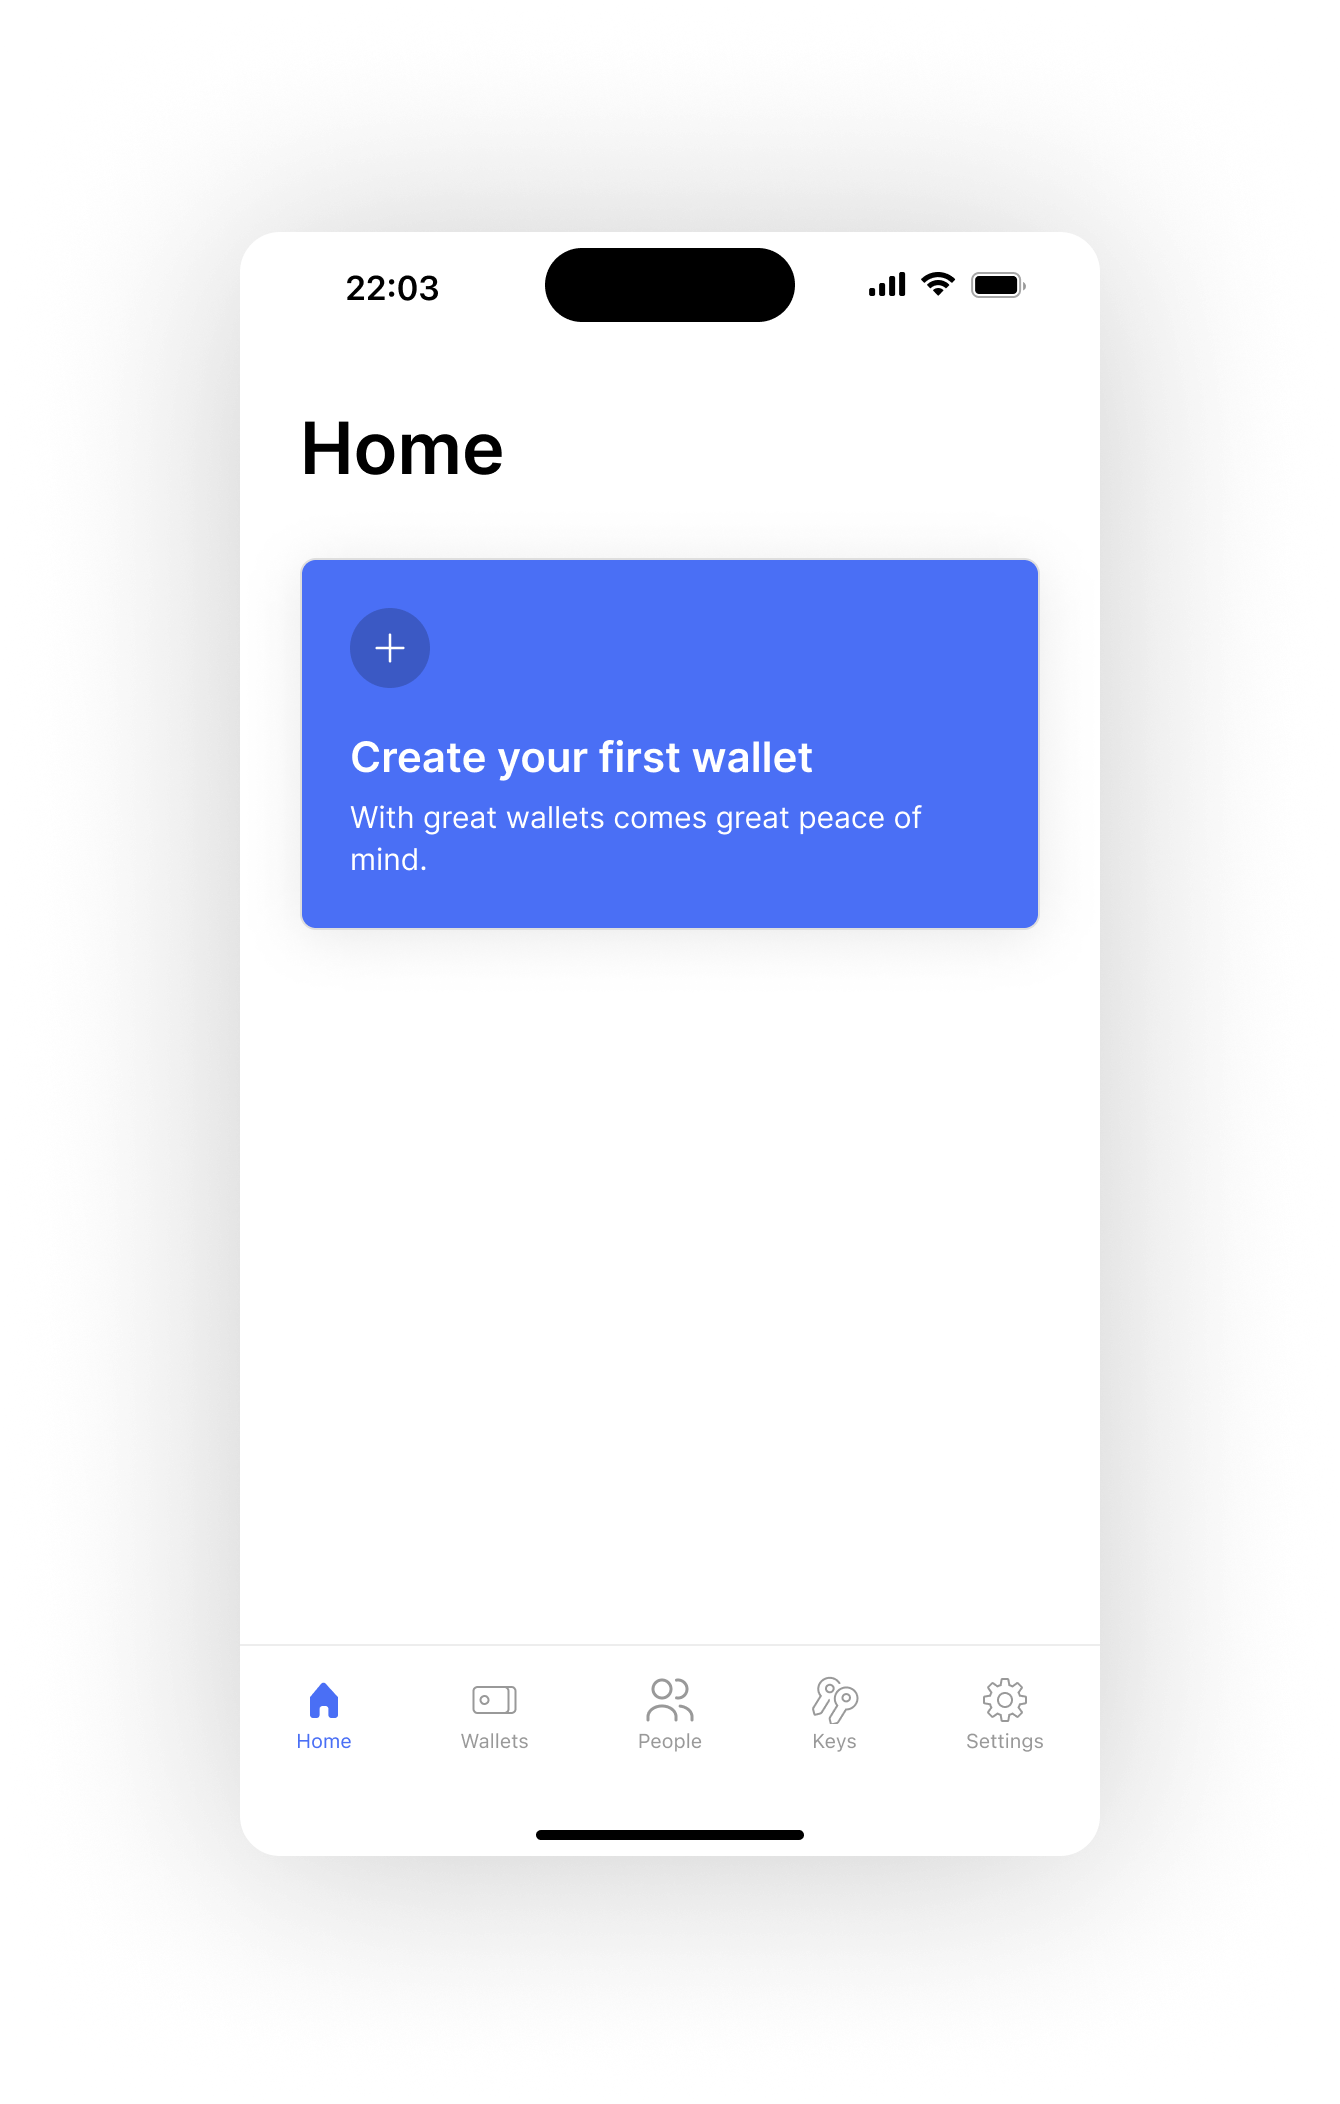 22:03
Home
Create your first wallet
With great wallets comes great peace of
mind.
Home
Wallets
People
Keys
Settings